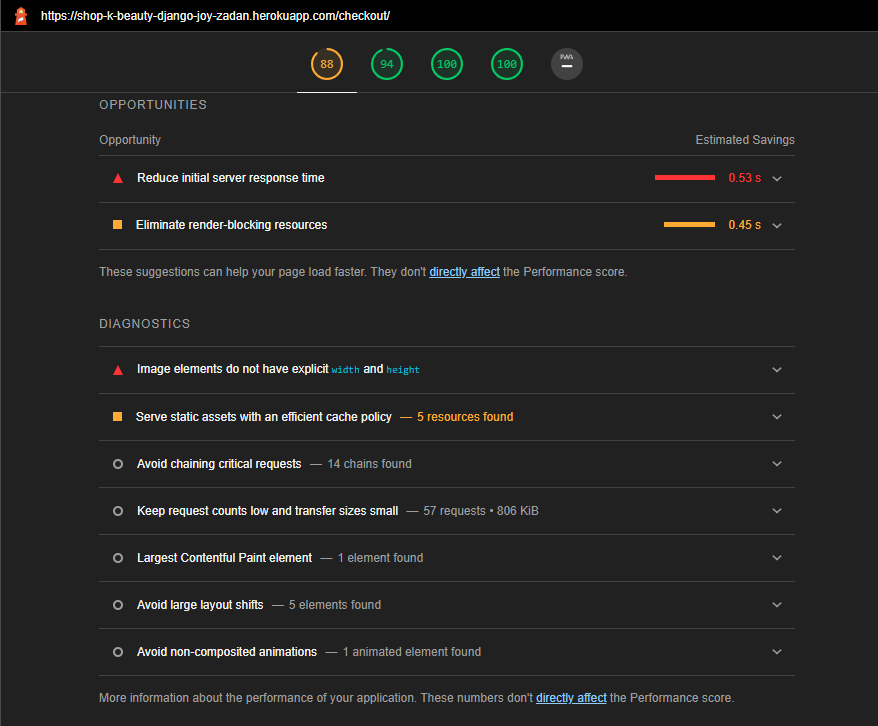 https://shop-k-beauty-django-joy-zadan.herokuapp.com/checkout/
88 94 100 100 PWA
OPPORTUNITIES
Opportunity Estimated Savings
Reduce initial server response time 0.53 s
Eliminate render-blocking resources 0.45 s
These suggestions can help your page load faster. They don't directly affect the Performance score.
DIAGNOSTICS
Image elements do not have explicit width and height
Serve static assets with an efficient cache policy — 5 resources found
Avoid chaining critical requests — 14 chains found
Keep request counts low and transfer sizes small — 57 requests • 806 KiB
Largest Contentful Paint element — 1 element found
Avoid large layout shifts — 5 elements found
Avoid non-composited animations — 1 animated element found
More information about the performance of your application. These numbers don't directly affect the Performance score.